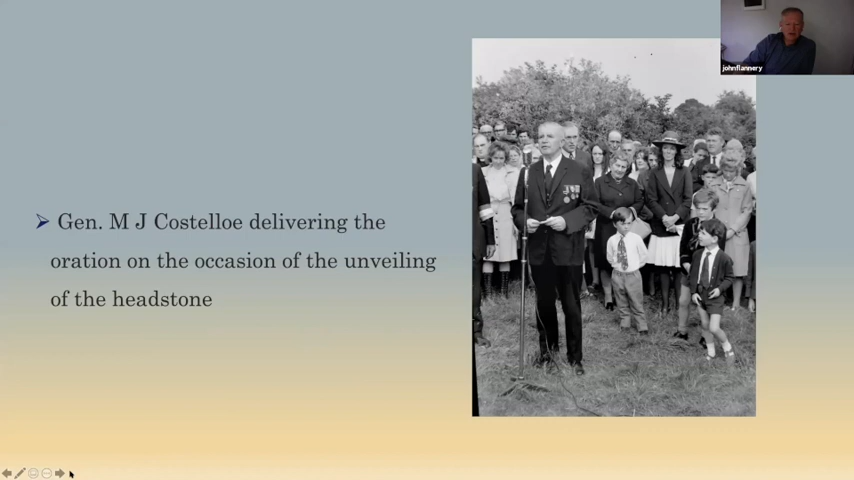 johnflannery
Gen. M J Costelloe delivering the
oration on the occasion of the unveiling
of the headstone